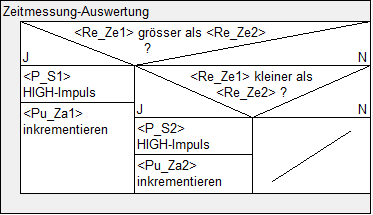 Zeitmessung-Auswertung
<Re_Ze1> grösser als <Re_Ze2>
?
J
N
<P_S1>
HIGH-Impuls
<Pu_Za1>
inkrementieren
<Re_Ze1> kleiner als
<Re_Ze2> ?
J
N
<P_S2>
HIGH-Impuls
<Pu_Za2>
inkrementieren